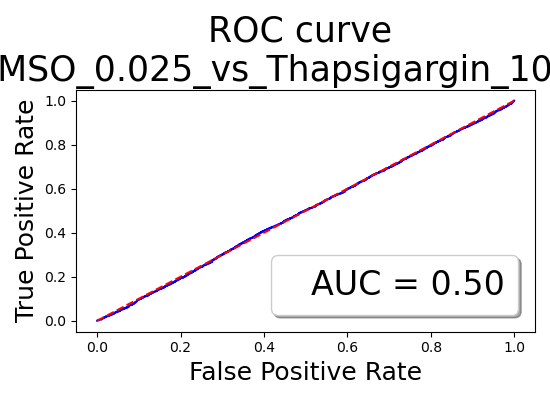 ROC curve
MSO_0.025_vs_Thapsigargin_10
True Positive Rate
1.0
0.8
0.6
0.4
0.2
0.0
AUC = 0.50
0.0 0.2 0.4 0.6 0.8 1.0
False Positive Rate